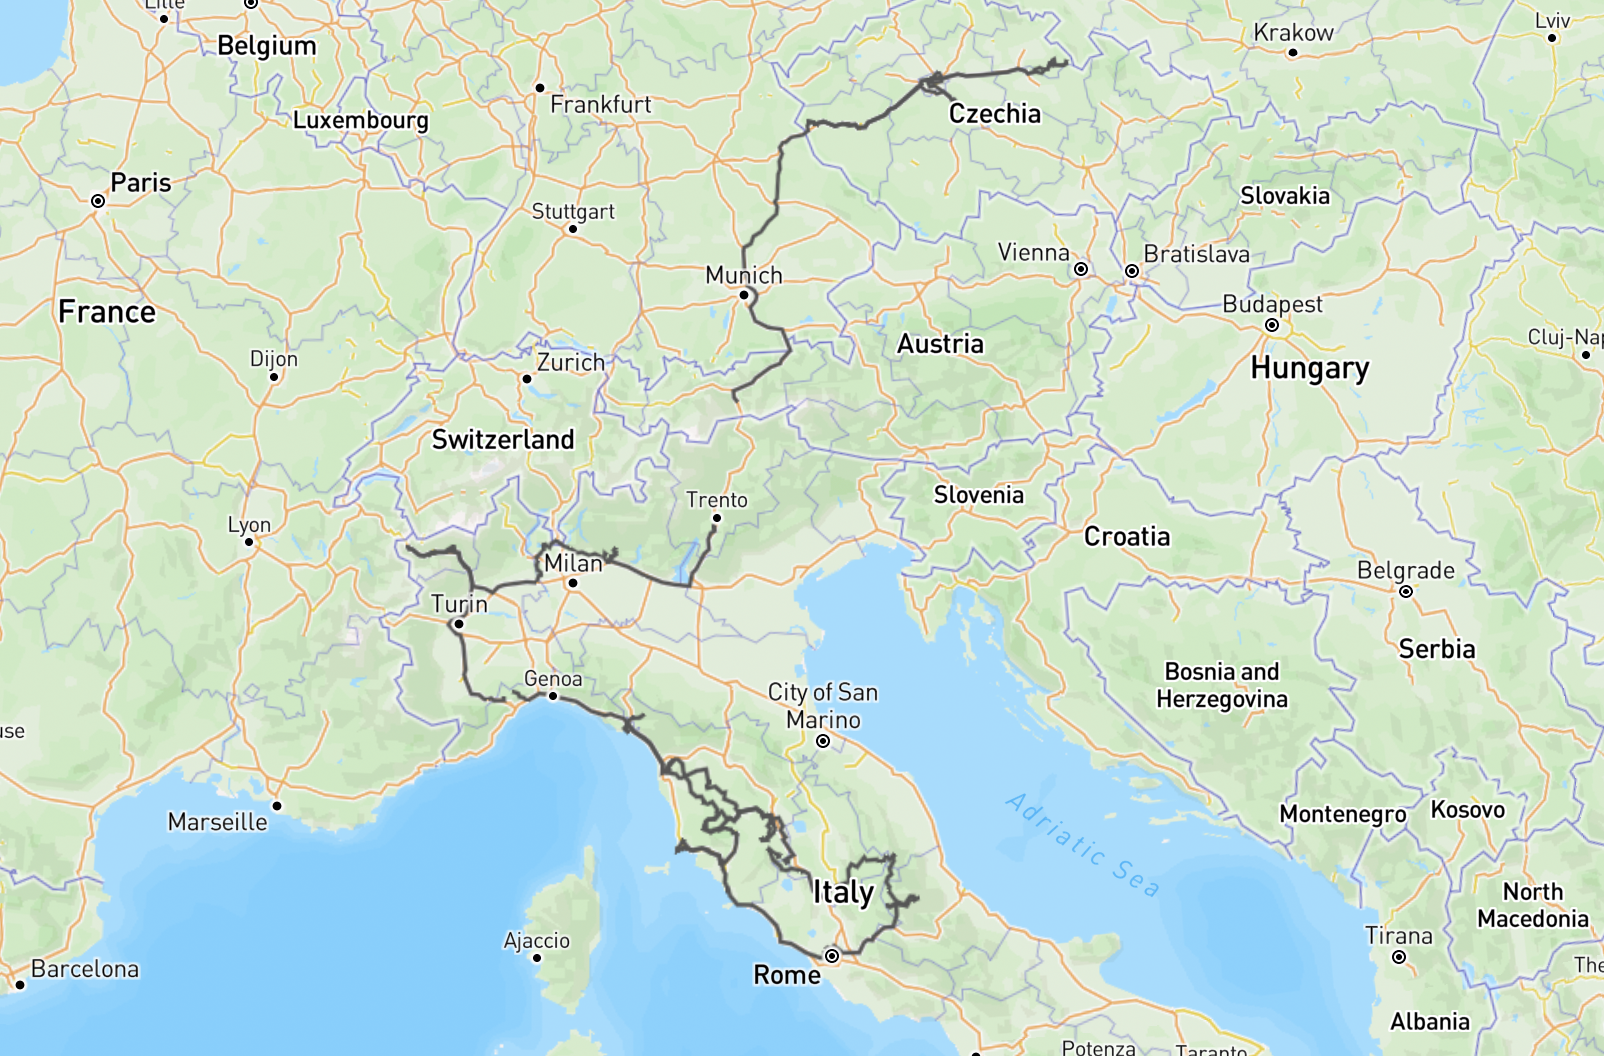 Lille
Belgium
Krakow
Lviv
Frankfurt
Luxembourg
Czechia
Paris
Slovakia
Stuttgart
Vienna
Bratislava
Munich
Budapest
France
Austria
Cluj-Nap
Dijon
Zurich
Hungary
Switzerland
Trento
Slovenia
Lyon
Croatia
Milan
Belgrade
Turin
Serbia
Bosnia and
Herzegovina
Genoa
City of San
Marino
use
Adriatic Sea
Marseille
Montenegro
Kosovo
Italy
North
Macedonia
Ajaccio
Tirana
Barcelona
Rome
The
Albania
Potenza
Taranto